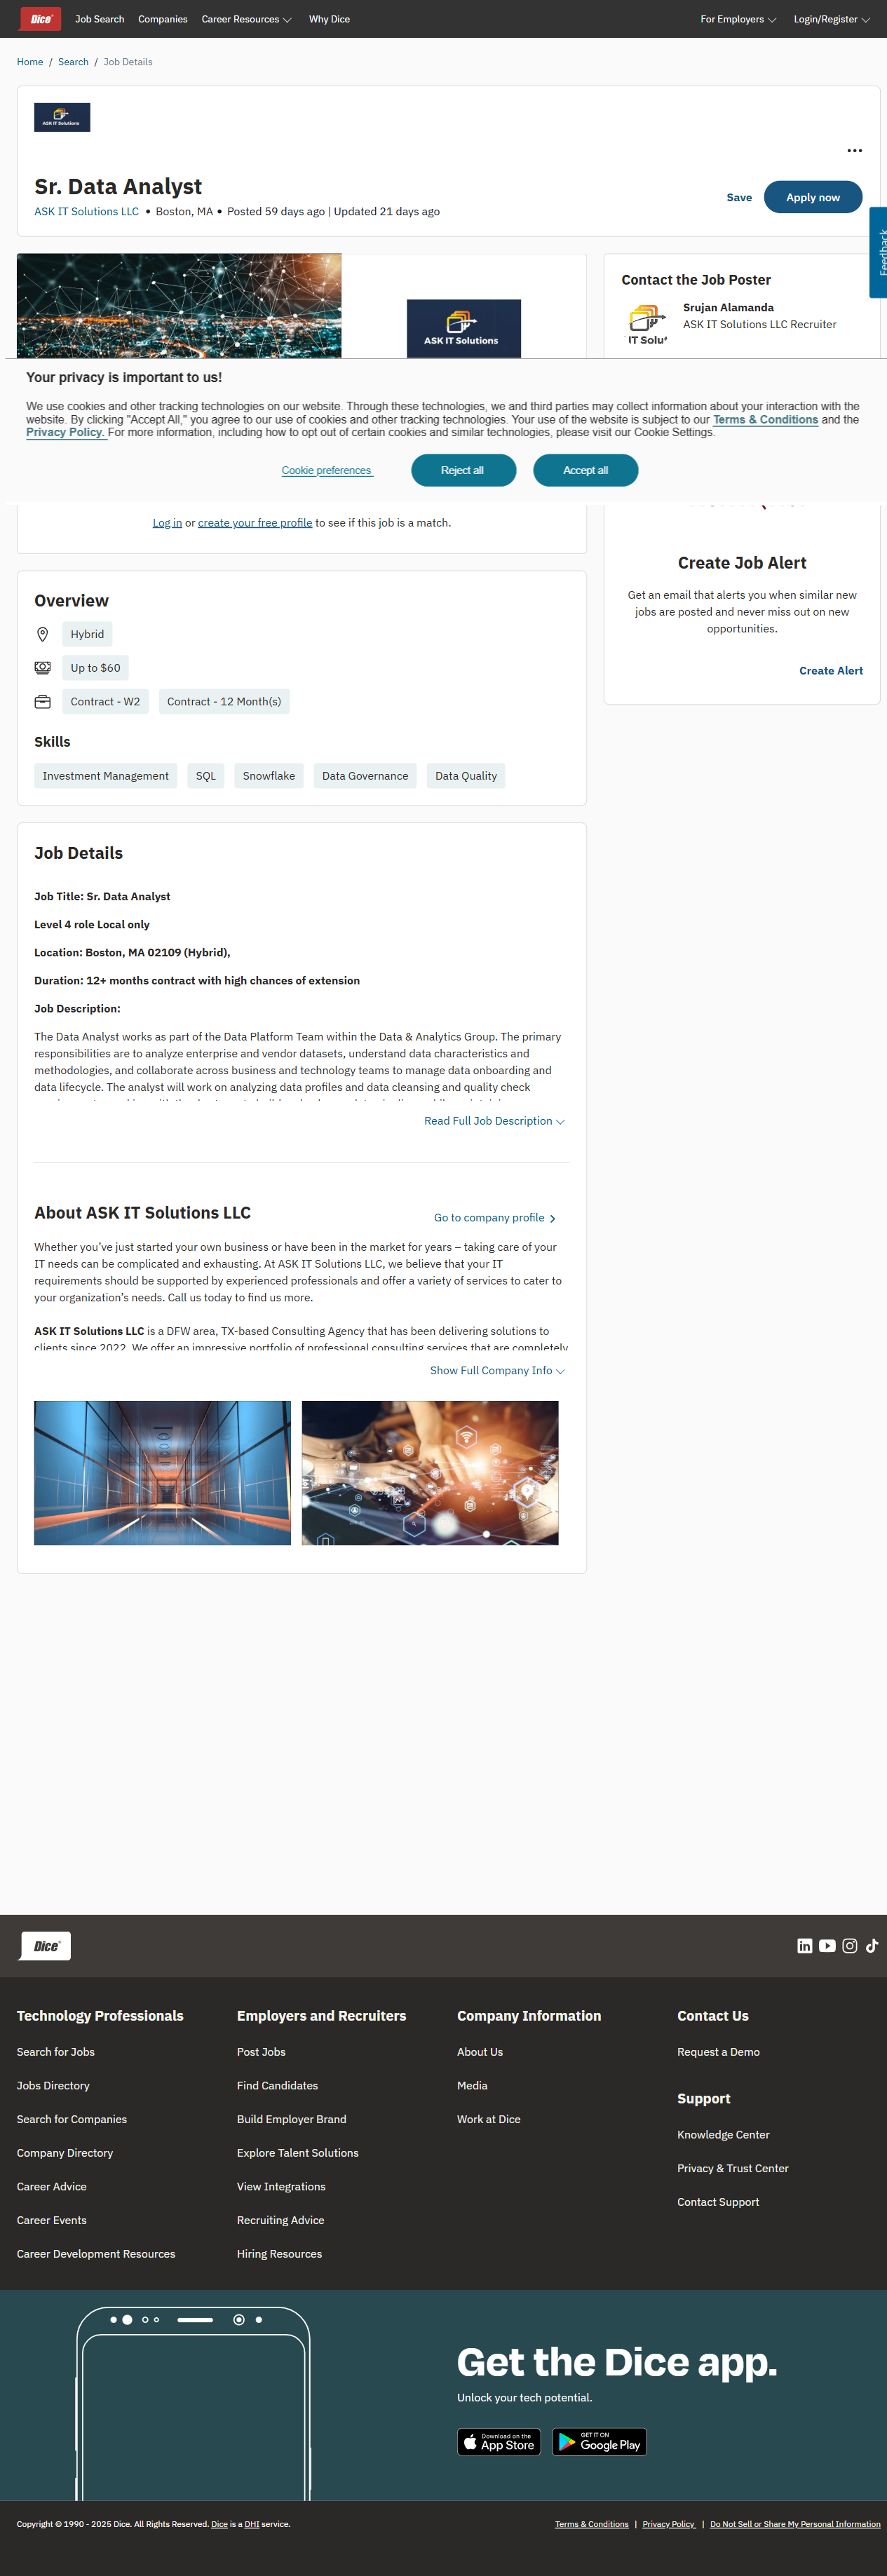 Dice
Job Search
Companies
Career Resources
Why Dice
For Employers
Login/Register
Home / Search / Job Details
ASK IT Solutions
Sr. Data Analyst
ASK IT Solutions LLC • Boston, MA • Posted 59 days ago | Updated 21 days ago
Save
Apply now
Feedback
ASK IT Solutions
Contact the Job Poster
Srujan Alamanda
ASK IT Solutions LLC Recruiter
Your privacy is important to us!
We use cookies and other tracking technologies on our website. Through these technologies, we and third parties may collect information about your interaction with the
website. By clicking "Accept All," you agree to our use of cookies and other tracking technologies. Your use of the website is subject to our Terms & Conditions and the
Privacy Policy. For more information, including how to opt out of certain cookies and similar technologies, please visit our Cookie Settings.
Cookie preferences
Reject all
Accept all
Log in or create your free profile to see if this job is a match.
Create Job Alert
Get an email that alerts you when similar new
jobs are posted and never miss out on new
opportunities.
Create Alert
Overview
Hybrid
Up to $60
Contract - W2
Contract - 12 Month(s)
Skills
Investment Management
SQL
Snowflake
Data Governance
Data Quality
Job Details
Job Title: Sr. Data Analyst
Level 4 role Local only
Location: Boston, MA 02109 (Hybrid),
Duration: 12+ months contract with high chances of extension
Job Description:
The Data Analyst works as part of the Data Platform Team within the Data & Analytics Group. The primary
responsibilities are to analyze enterprise and vendor datasets, understand data characteristics and
methodologies, and collaborate across business and technology teams to manage data onboarding and
data lifecycle. The analyst will work on analyzing data profiles and data cleansing and quality check
Read Full Job Description
About ASK IT Solutions LLC
Go to company profile
Whether you've just started your own business or have been in the market for years – taking care of your
IT needs can be complicated and exhausting. At ASK IT Solutions LLC, we believe that your IT
requirements should be supported by experienced professionals and offer a variety of services to cater to
your organization's needs. Call us today to find us more.
ASK IT Solutions LLC is a DFW area, TX-based Consulting Agency that has been delivering solutions to
clients since 2022. We offer an impressive portfolio of professional consulting services that are completely
Show Full Company Info
Dice
Technology Professionals
Search for Jobs
Jobs Directory
Search for Companies
Company Directory
Career Advice
Career Events
Career Development Resources
Employers and Recruiters
Post Jobs
Find Candidates
Build Employer Brand
Explore Talent Solutions
View Integrations
Recruiting Advice
Hiring Resources
Company Information
About Us
Media
Work at Dice
Contact Us
Request a Demo
Support
Knowledge Center
Privacy & Trust Center
Contact Support
Get the Dice app.
Unlock your tech potential.
Download on the
App Store
GET IT ON
Google Play
Copyright © 1990 - 2025 Dice. All Rights Reserved. Dice is a DHI service.
Terms & Conditions | Privacy Policy | Do Not Sell or Share My Personal Information